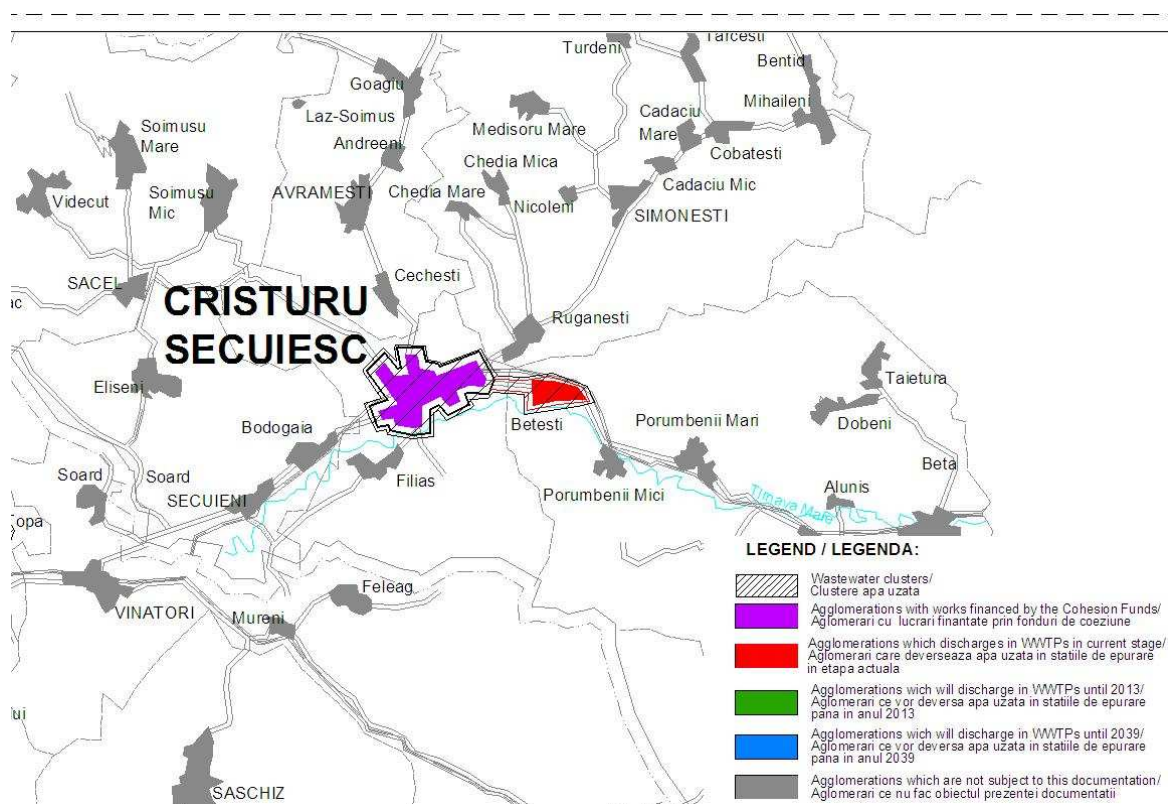 Turdeni
Tarcesti
Bentid
Goagiu
Laz-Soimus
Medisoru Mare
Cadaciu
Mare
Mihaileni
Soimusu
Mare
Andreeni
Cobatesti
Chedia Mica
Cadaciu Mic
Videcut
Soimusu
Mic
AVRAMESTI
Chedia Mare
Nicoleni
SIMONESTI
SACEL
Cechesti
ac
CRISTURU
SECUIESC
Ruganesti
Eliseni
Taietura
Betesti
Porumbenii Mari
Dobeni
Bodogaia
Soard
Soard
SECUIENI
Filias
Porumbenii Mici
Beta
Alunis
Tirnava Mare
opa
VINATORI
Feleag
Mureni
ui
SASCHIZ
LEGEND / LEGENDA:
Wastewater clusters/
Clustere apa uzata
Agglomerations with works financed by the Cohesion Funds/
Aglomerari cu lucrari finantate prin fonduri de coeziune
Agglomerations which discharges in WWTPs in current stage/
Aglomerari care deverseaza apa uzata in statiile de epurare
in etapa actuala
Agglomerations wich will discharge in WWTPs until 2013/
Aglomerari ce vor deversa apa uzata in statiile de epurare
pana in anul 2013
Agglomerations wich will discharge in WWTPs until 2039/
Aglomerari ce vor deversa apa uzata in statiile de epurare
pana in anul 2039
Agglomerations which are not subject to this documentation/
Aglomerari ce nu fac obiectul prezentei documentatii